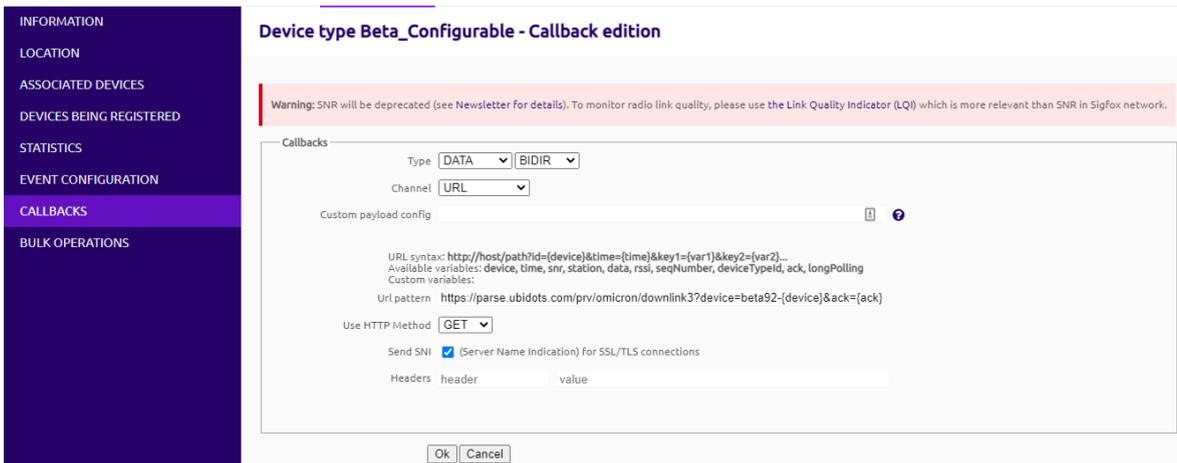 INFORMATION
LOCATION
ASSOCIATED DEVICES
DEVICES BEING REGISTERED
STATISTICS
EVENT CONFIGURATION
CALLBACKS
BULK OPERATIONS
Device type Beta_Configurable - Callback edition
Warning: SNR will be deprecated (see Newsletter for details). To monitor radio link quality, please use the Link Quality Indicator (LQI) which is more relevant than SNR in Sigfox network.
Callbacks
Type DATA BIDIR
Channel URL
Custom payload config
URL syntax: http://host/path?id={device}&time={time}&key1={var1}&key2={var2}...
Available variables: device, time, snr, station, data, rssi, seqNumber, deviceTypeId, ack, longPolling
Custom variables:
Url pattern https://parse.ubidots.com/prv/omicron/downlink3?device=beta92-{device}&ack={ack}
Use HTTP Method GET
Send SNI (Server Name Indication) for SSL/TLS connections
Headers header value
Ok Cancel